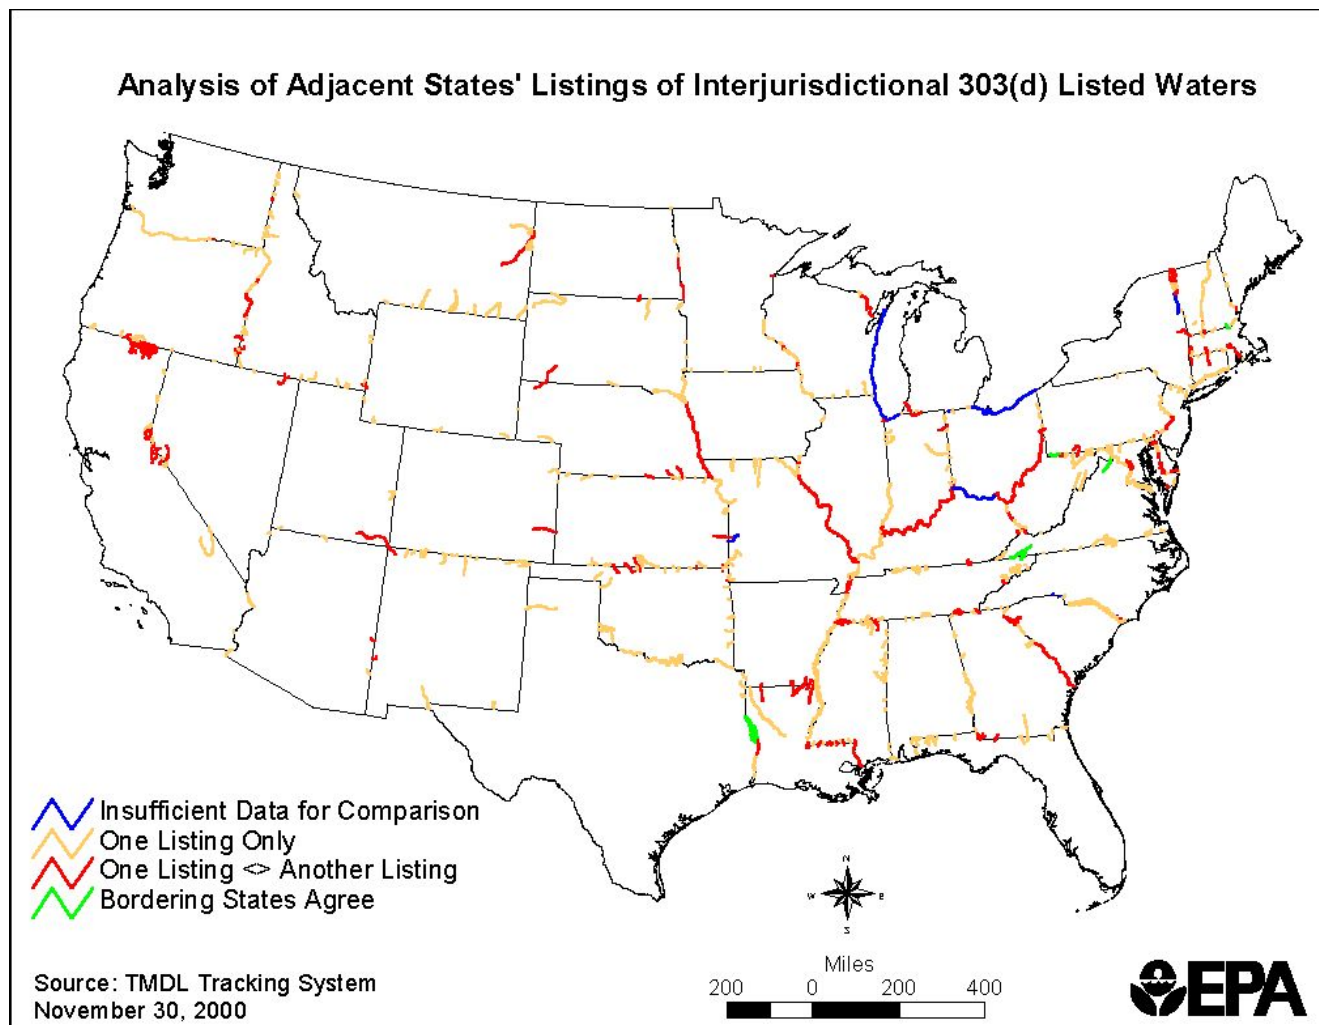 Analysis of Adjacent States' Listings of Interjurisdictional 303(d) Listed Waters
Insufficient Data for Comparison
One Listing Only
One Listing <> Another Listing
Bordering States Agree
N
W E
S
Source: TMDL Tracking System
November 30, 2000
Miles
200 0 200 400
EPA